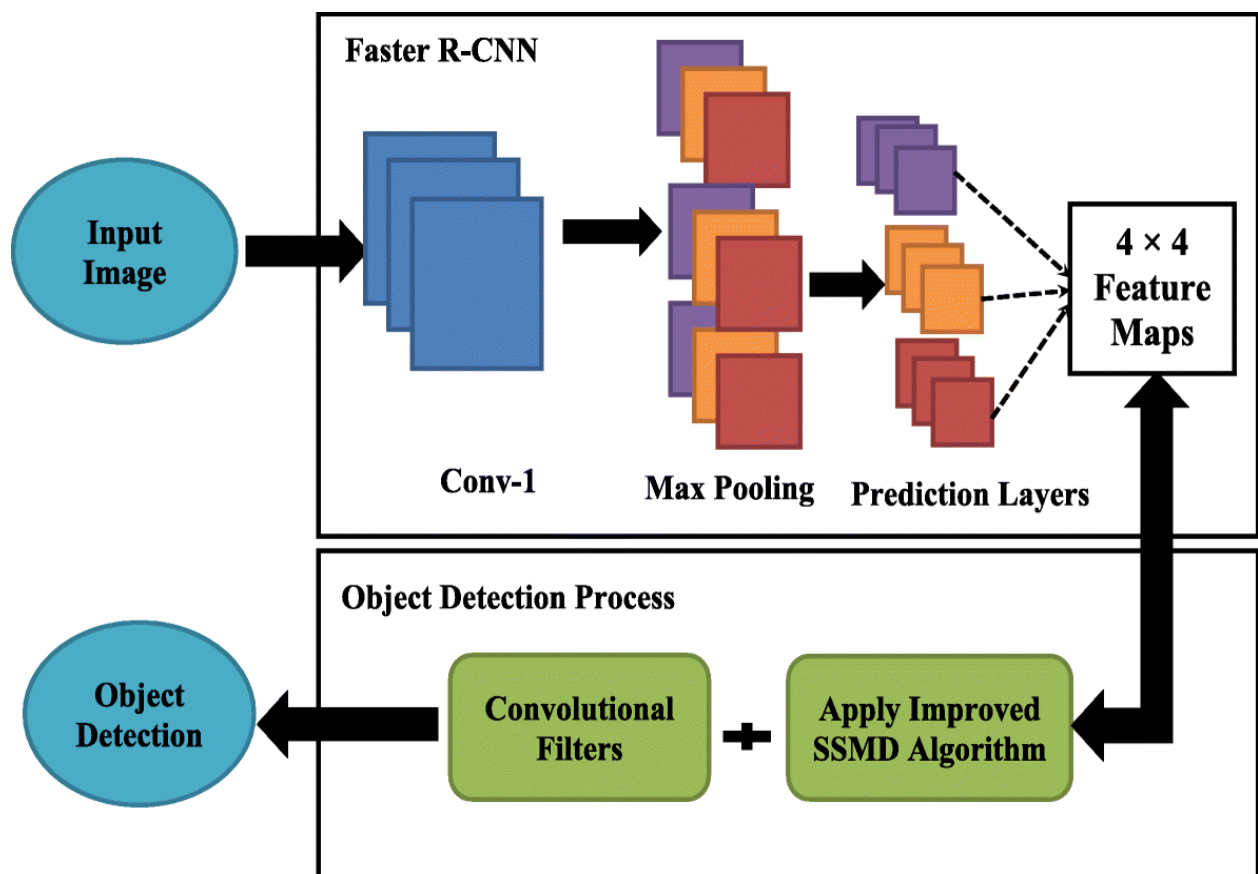 Faster R-CNN
Input
Image
4 × 4
Feature
Maps
Conv-1
Max Pooling
Prediction Layers
Object Detection Process
Object
Detection
Convolutional
Filters
+
Apply Improved
SSMD Algorithm